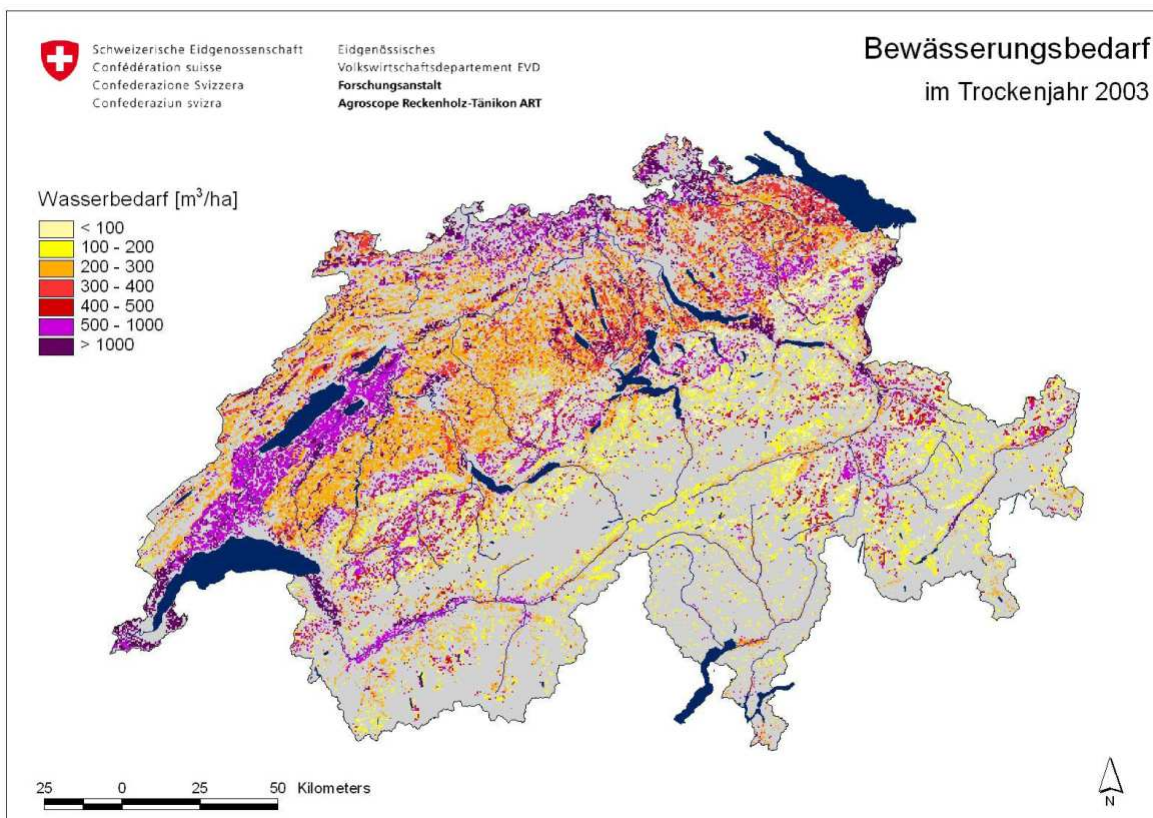 Schweizerische Eidgenossenschaft
Confédération suisse
Confederazione Svizzera
Confederaziun svizra
Eidgenössisches
Volkswirtschaftsdepartement EVD
Forschungsanstalt
Agroscope Reckenholz-Tänikon ART
Bewässerungsbedarf
im Trockenjahr 2003
Wasserbedarf [m³/ha]
< 100
100 - 200
200 - 300
300 - 400
400 - 500
500 - 1000
> 1000
25 0 25 50 Kilometers
N